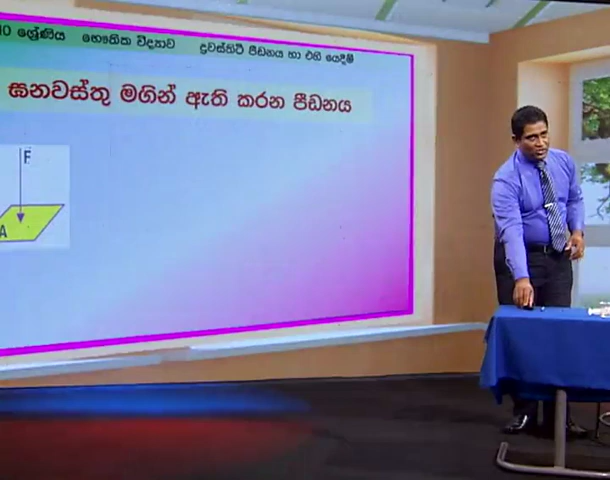 10 ශ්‍රේණිය භෞතික විද්‍යාව ද්‍රවස්ථිති පීඩනය හා එහි යෙදීම්
ඝනවස්තු මගින් ඇති කරන පීඩනය
F
A